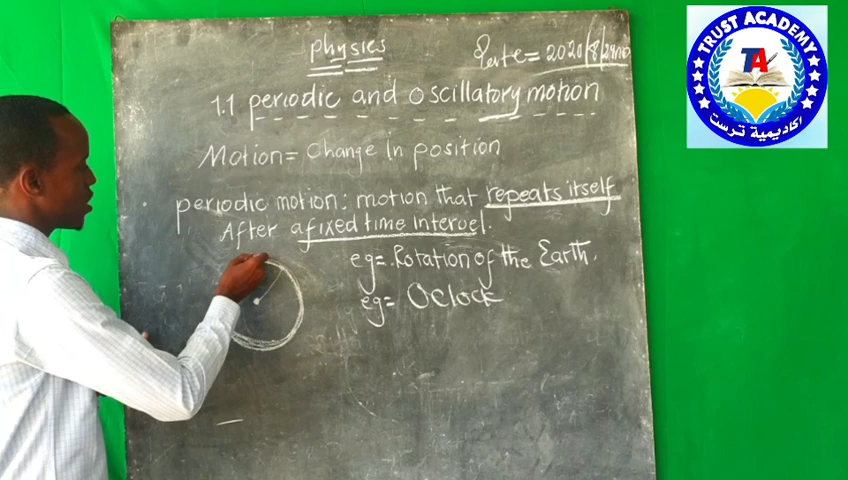 physics
Date = 2020/8/29
1.1 periodic and oscillatory motion
Motion = Change in position
periodic motion: motion that repeats itself
After a fixed time intervel.
eg = Rotation of the Earth.
eg = Oclock
TRUST ACADEMY
TA
اكاديمية ترست